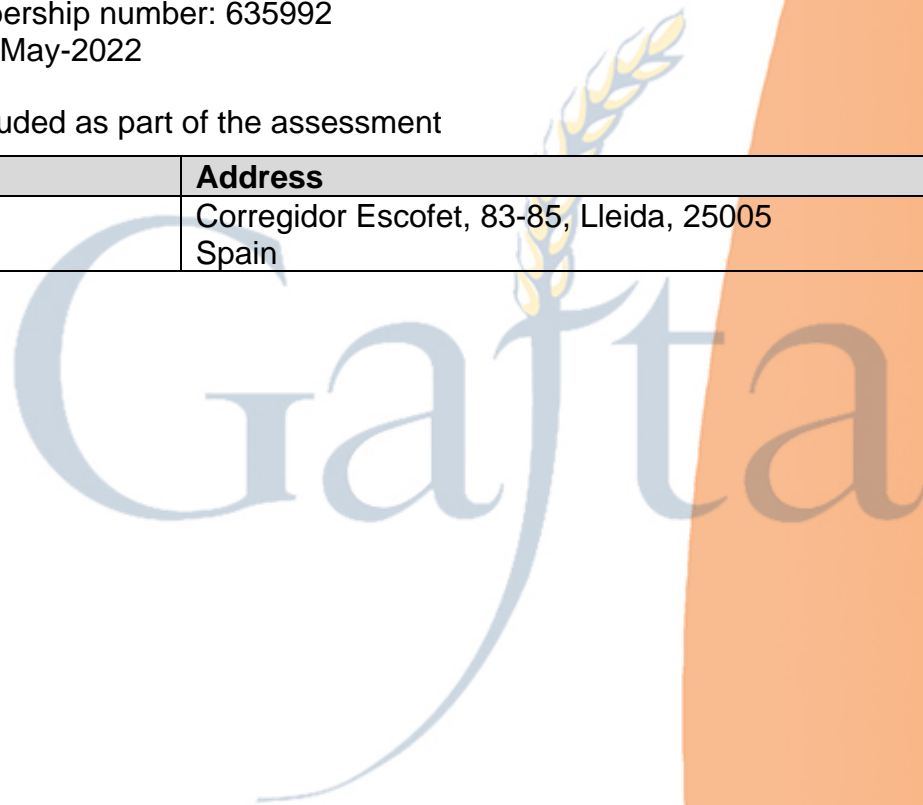 bership number: 635992
May-2022
uded as part of the assessment
Address
Corregidor Escofet, 83-85, Lleida, 25005
Spain
Gafta